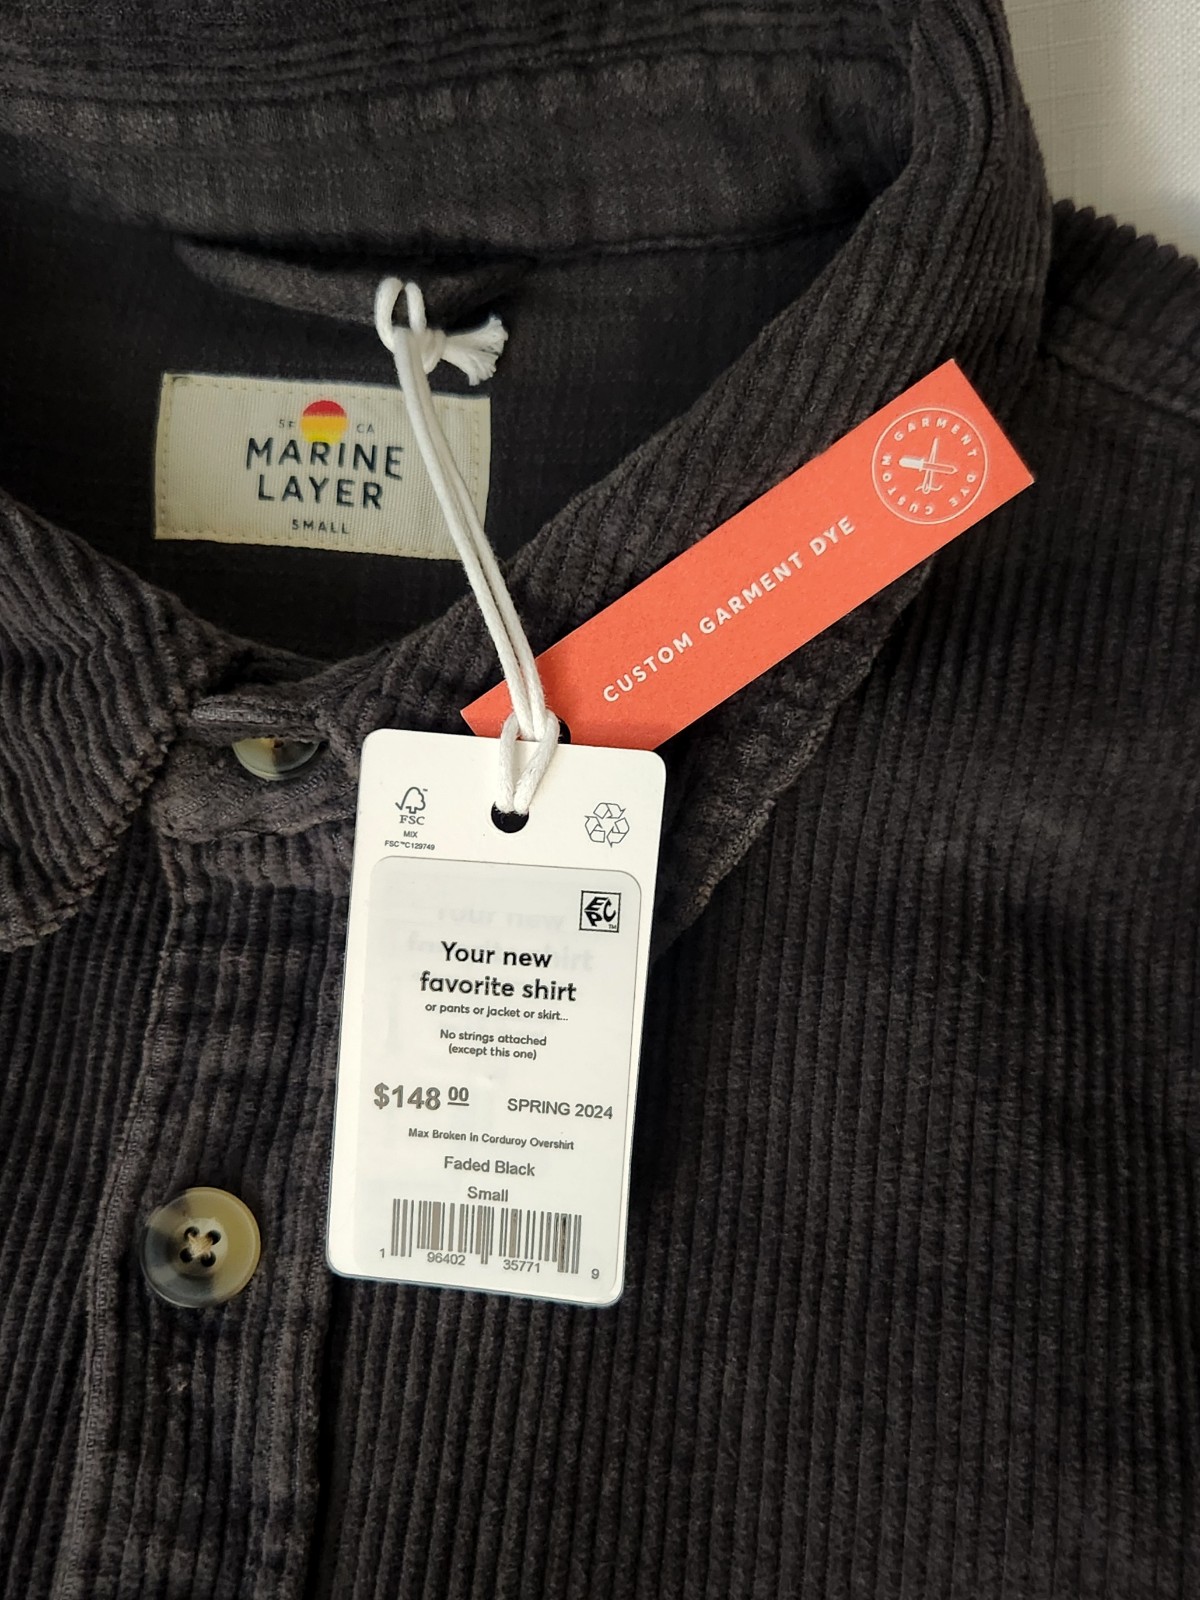 SF CA
MARINE
LAYER
SMALL
CUSTOM GARMENT DYE
CUSTOM GARMENT DYE
FSC™
MIX
FSC™C129749
EPC™
Your new
favorite shirt
or pants or jacket or skirt...
No strings attached
(except this one)
$148 00 SPRING 2024
Max Broken In Corduroy Overshirt
Faded Black
Small
1 96402 35771 9